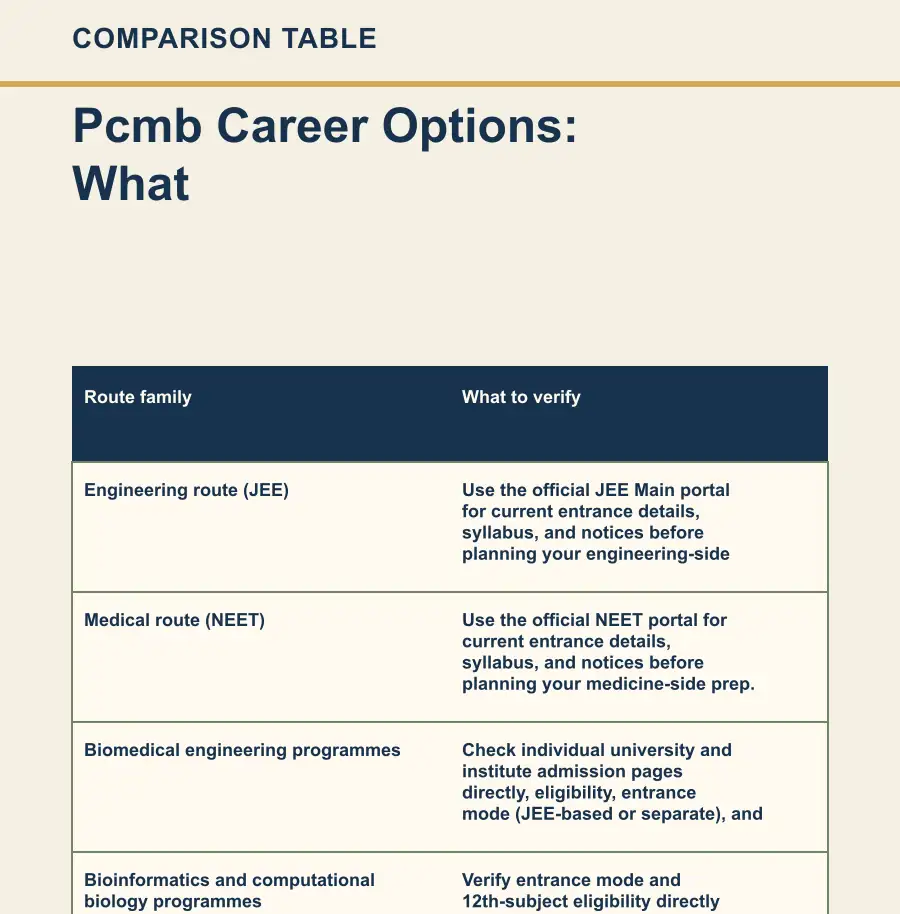 COMPARISON TABLE
Pcmb Career Options:
What
Route family
What to verify
Engineering route (JEE)
Use the official JEE Main portal
for current entrance details,
syllabus, and notices before
planning your engineering-side
Medical route (NEET)
Use the official NEET portal for
current entrance details,
syllabus, and notices before
planning your medicine-side prep.
Biomedical engineering programmes
Check individual university and
institute admission pages
directly, eligibility, entrance
mode (JEE-based or separate), and
Bioinformatics and computational
biology programmes
Verify entrance mode and
12th-subject eligibility directly